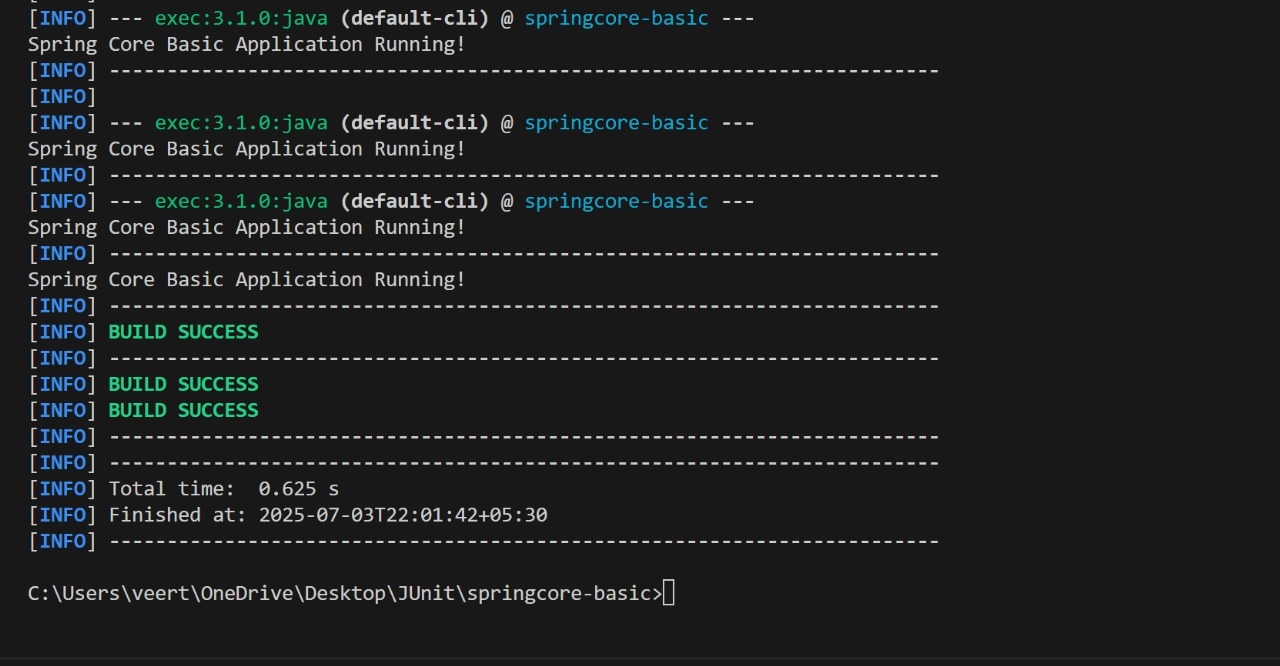 [INFO] --- exec:3.1.0:java (default-cli) @ springcore-basic ---
Spring Core Basic Application Running!
[INFO] ------------------------------------------------------------------------
[INFO]
[INFO] --- exec:3.1.0:java (default-cli) @ springcore-basic ---
Spring Core Basic Application Running!
[INFO] ------------------------------------------------------------------------
[INFO] --- exec:3.1.0:java (default-cli) @ springcore-basic ---
Spring Core Basic Application Running!
[INFO] ------------------------------------------------------------------------
Spring Core Basic Application Running!
[INFO] ------------------------------------------------------------------------
[INFO] BUILD SUCCESS
[INFO] ------------------------------------------------------------------------
[INFO] BUILD SUCCESS
[INFO] BUILD SUCCESS
[INFO] ------------------------------------------------------------------------
[INFO] ------------------------------------------------------------------------
[INFO] Total time:  0.625 s
[INFO] Finished at: 2025-07-03T22:01:42+05:30
[INFO] ------------------------------------------------------------------------
C:\Users\veert\OneDrive\Desktop\JUnit\springcore-basic>